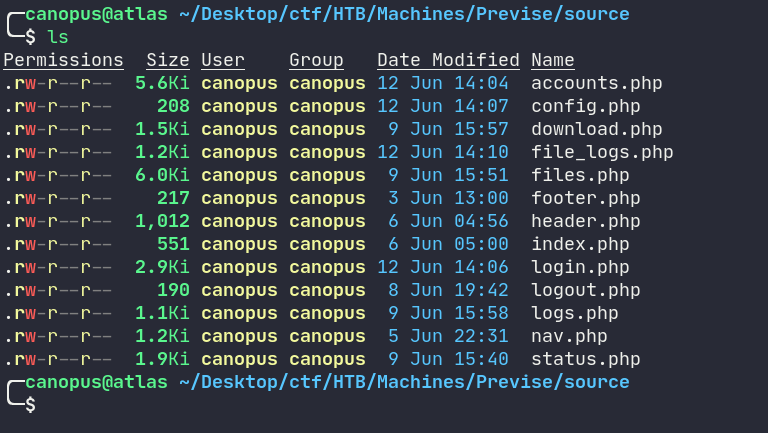 canopus@atlas ~/Desktop/ctf/HTB/Machines/Previse/source
$ ls
Permissions Size User Group Date Modified Name
.rw-r--r-- 5.6Ki canopus canopus 12 Jun 14:04 accounts.php
.rw-r--r-- 208 canopus canopus 12 Jun 14:07 config.php
.rw-r--r-- 1.5Ki canopus canopus 9 Jun 15:57 download.php
.rw-r--r-- 1.2Ki canopus canopus 12 Jun 14:10 file_logs.php
.rw-r--r-- 6.0Ki canopus canopus 9 Jun 15:51 files.php
.rw-r--r-- 217 canopus canopus 3 Jun 13:00 footer.php
.rw-r--r-- 1,012 canopus canopus 6 Jun 04:56 header.php
.rw-r--r-- 551 canopus canopus 6 Jun 05:00 index.php
.rw-r--r-- 2.9Ki canopus canopus 12 Jun 14:06 login.php
.rw-r--r-- 190 canopus canopus 8 Jun 19:42 logout.php
.rw-r--r-- 1.1Ki canopus canopus 9 Jun 15:58 logs.php
.rw-r--r-- 1.2Ki canopus canopus 5 Jun 22:31 nav.php
.rw-r--r-- 1.9Ki canopus canopus 9 Jun 15:40 status.php
canopus@atlas ~/Desktop/ctf/HTB/Machines/Previse/source
$